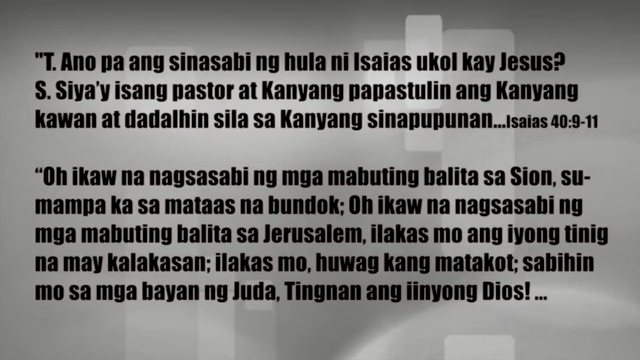 "T. Ano pa ang sinasabi ng hula ni Isaias ukol kay Jesus?
S. Siya’y isang pastor at Kanyang papastulin ang Kanyang
kawan at dadalhin sila sa Kanyang sinapupunan...Isaias 40:9-11
“Oh ikaw na nagsasabi ng mga mabuting balita sa Sion, su-
mampa ka sa mataas na bundok; Oh ikaw na nagsasabi ng
mga mabuting balita sa Jerusalem, ilakas mo ang iyong tinig
na may kalakasan; ilakas mo, huwag kang matakot; sabihin
mo sa mga bayan ng Juda, Tingnan ang iinyong Dios! ...